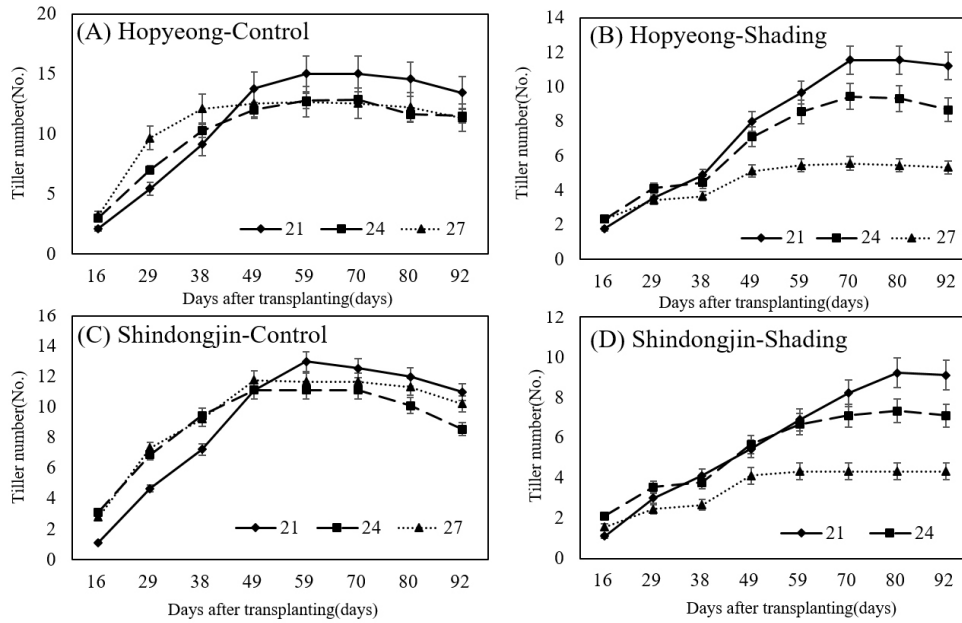 (A) Hopyeong-Control
Tiller number(No.)
20
15
10
5
0
21 24 27
16 29 38 49 59 70 80 92
Days after transplanting(days)
(B) Hopyeong-Shading
Tiller number(No.)
14
12
10
8
6
4
2
0
21 24 27
16 29 38 49 59 70 80 92
Days after transplanting(days)
(C) Shindongjin-Control
Tiller number(No.)
16
14
12
10
8
6
4
2
0
21 24 27
16 29 38 49 59 70 80 92
Days after transplanting(days)
(D) Shindongjin-Shading
Tiller number(No.)
12
10
8
6
4
2
0
21 24
16 29 38 49 59 70 80 92
Days after transplanting(days)